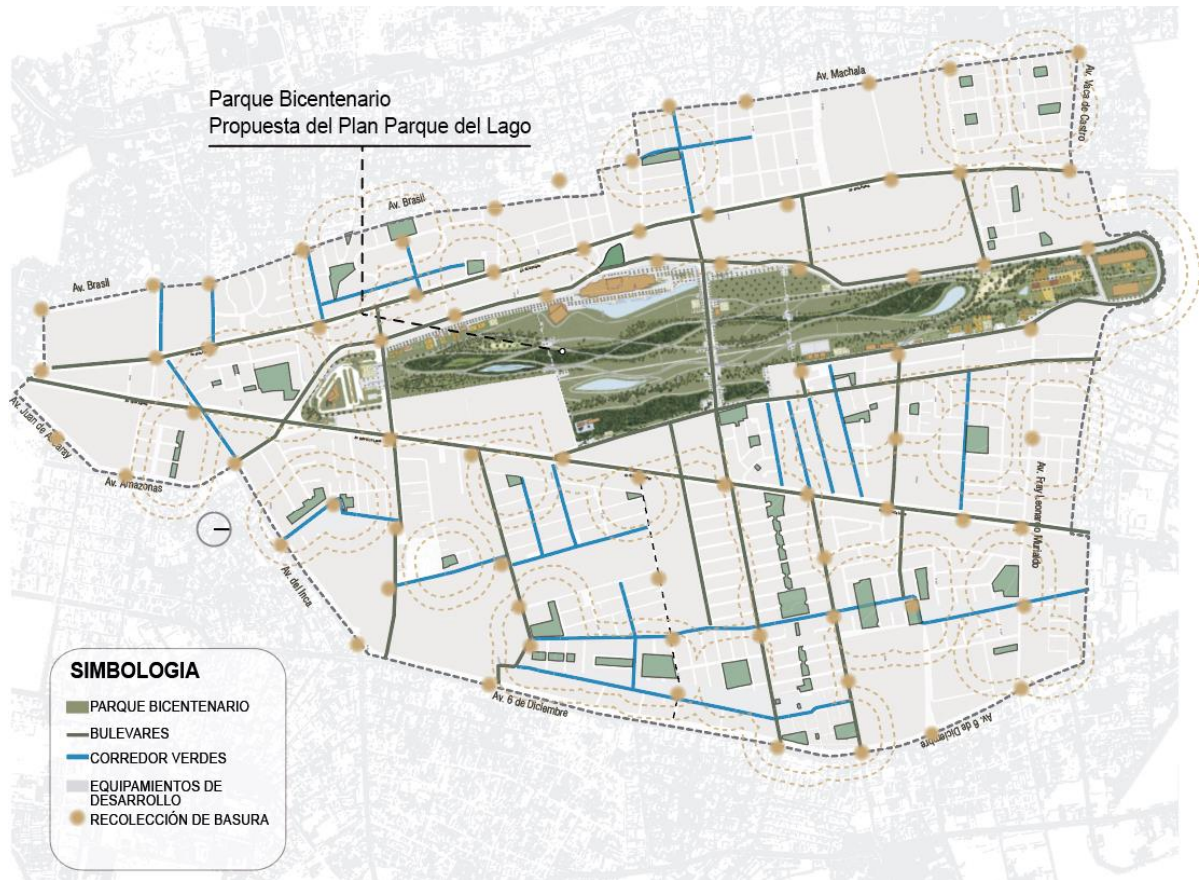 Parque Bicentenario
Propuesta del Plan Parque del Lago
Av. Machala
Av. Vaca de Castro
Av. Brasil
Av. Brasil
Av. Juan de Azcaray
Av. Amazonas
Av. del Inca
Av. Fray Leonardo Murialdo
Av. 6 de Diciembre
Av. 6 de Diciembre
SIMBOLOGIA
PARQUE BICENTENARIO
BULEVARES
CORREDOR VERDES
EQUIPAMIENTOS DE
DESARROLLO
RECOLECCIÓN DE BASURA